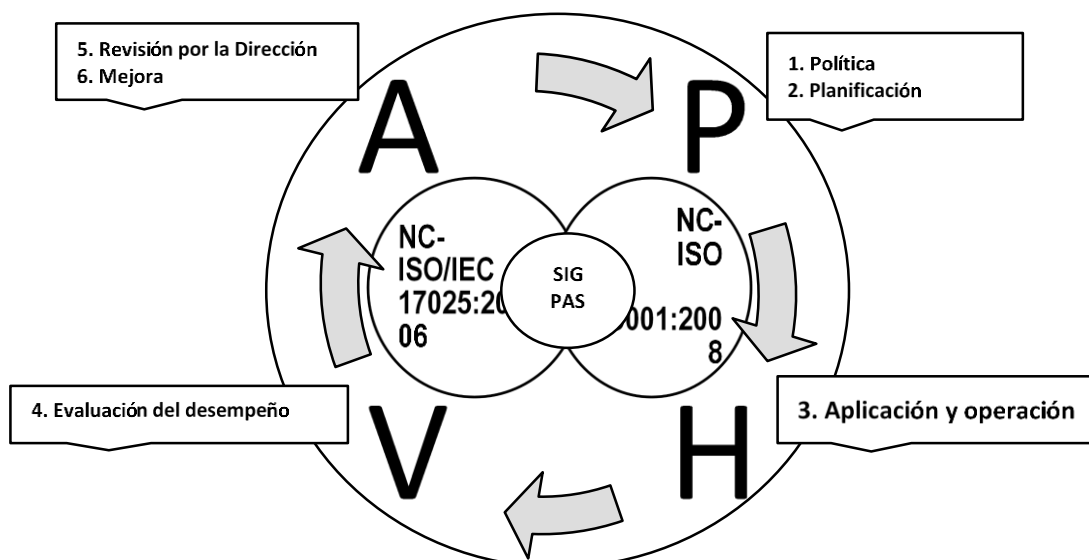 5. Revisión por la Dirección
6. Mejora
1. Política
2. Planificación
A
P
NC-
ISO/IEC
17025:20
06
SIG
PAS
NC-
ISO
001:200
8
4. Evaluación del desempeño
3. Aplicación y operación
V
H